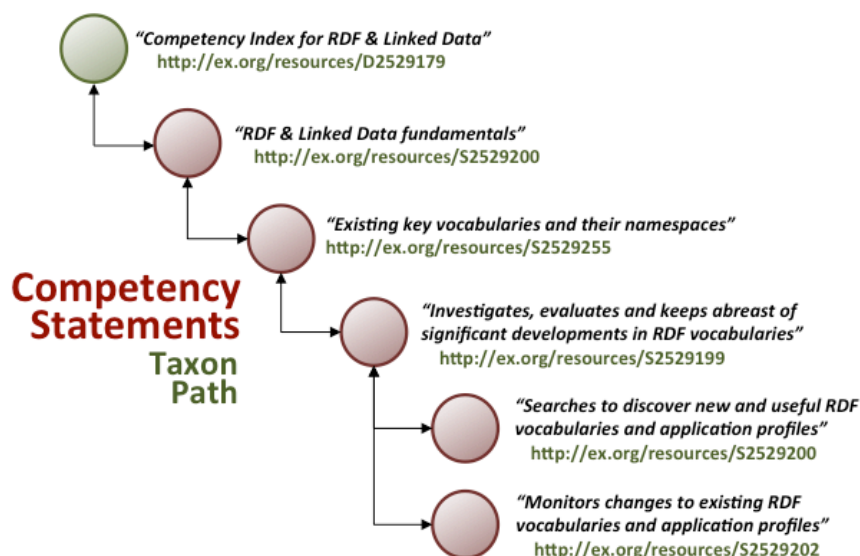 “Competency Index for RDF & Linked Data”
http://ex.org/resources/D2529179
“RDF & Linked Data fundamentals”
http://ex.org/resources/S2529200
“Existing key vocabularies and their namespaces”
http://ex.org/resources/S2529255
Competency
Statements
Taxon
Path
“Investigates, evaluates and keeps abreast of
significant developments in RDF vocabularies”
http://ex.org/resources/S2529199
“Searches to discover new and useful RDF
vocabularies and application profiles”
http://ex.org/resources/S2529200
“Monitors changes to existing RDF
vocabularies and application profiles”
http://ex.org/resources/S2529202